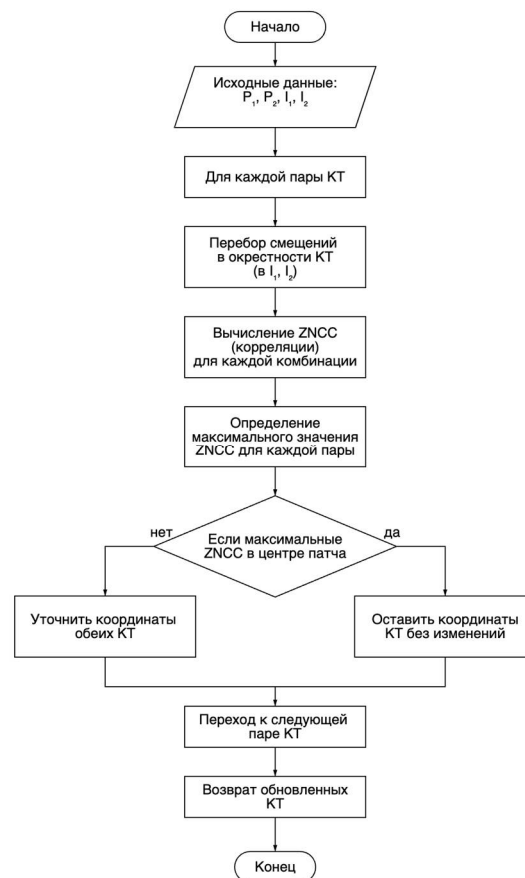 Начало
Исходные данные:
P₁, P₂, I₁, I₂
Для каждой пары КТ
Перебор смещений
в окрестности КТ
(в I₁, I₂)
Вычисление ZNCC
(корреляции)
для каждой комбинации
Определение
максимального значения
ZNCC для каждой пары
нет
Если максимальные
ZNCC в центре патча
да
Уточнить координаты
обеих КТ
Оставить координаты
КТ без изменений
Переход к следующей
паре КТ
Возврат обновленных
КТ
Конец